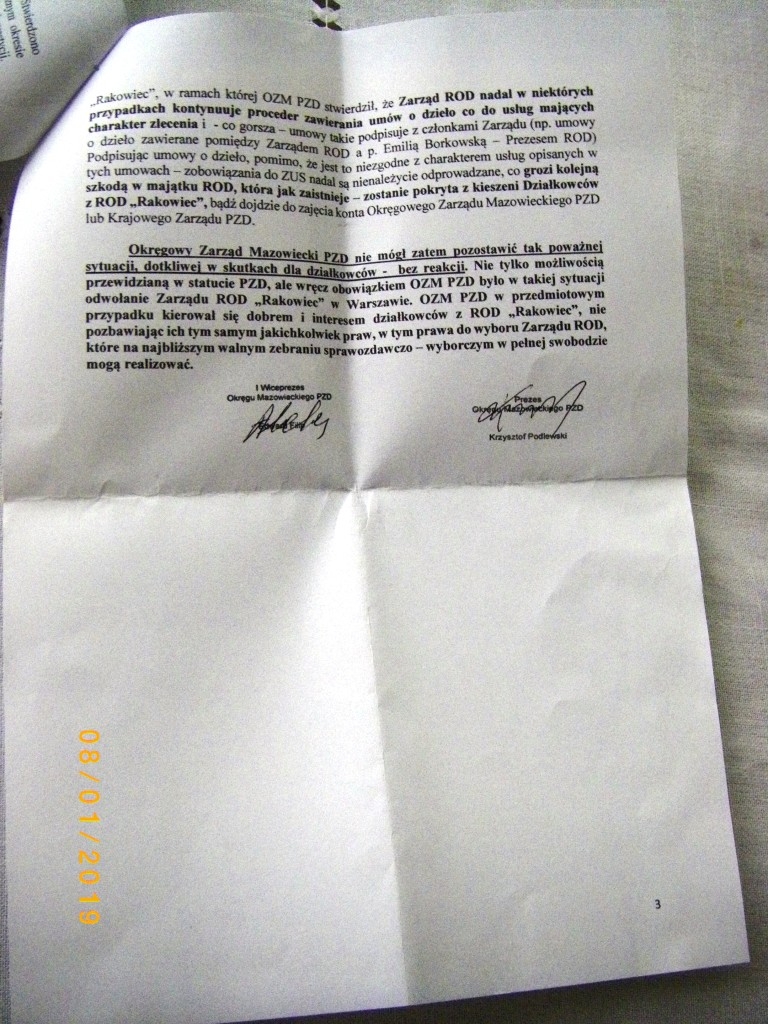 Stwierdzono
nym okresie
„Rakowiec”, w ramach której OZM PZD stwierdził, że Zarząd ROD nadal w niektórych
przypadkach kontynuuje proceder zawierania umów o dzieło co do usług mających
charakter zlecenia i - co gorsza – umowy takie podpisuje z członkami Zarządu (np. umowy
o dzieło zawierane pomiędzy Zarządem ROD a p. Emilią Borkowską – Prezesem ROD)
Podpisując umowy o dzieło, pomimo, że jest to niezgodne z charakterem usług opisanych w
tych umowach – zobowiązania do ZUS nadal są nienależycie odprowadzane, co grozi kolejną
szkodą w majątku ROD, która jak zaistnieje – zostanie pokryta z kieszeni Działkowców
z ROD „Rakowiec”, bądź dojdzie do zajęcia konta Okręgowego Zarządu Mazowieckiego PZD
lub Krajowego Zarządu PZD.
Okręgowy Zarząd Mazowiecki PZD nie mógł zatem pozostawić tak poważnej
sytuacji, dotkliwej w skutkach dla działkowców - bez reakcji. Nie tylko możliwością
przewidzianą w statucie PZD, ale wręcz obowiązkiem OZM PZD było w takiej sytuacji
odwołanie Zarządu ROD „Rakowiec” w Warszawie. OZM PZD w przedmiotowym
przypadku kierował się dobrem i interesem działkowców z ROD „Rakowiec”, nie
pozbawiając ich tym samym jakichkolwiek praw, w tym prawa do wyboru Zarządu ROD,
które na najbliższym walnym zebraniu sprawozdawczo – wyborczym w pełnej swobodzie
mogą realizować.
I Wiceprezes
Okręgu Mazowieckiego PZD
Prezes
Okręgu Mazowieckiego PZD
Krzysztof Podlewski
3
08/01/2019